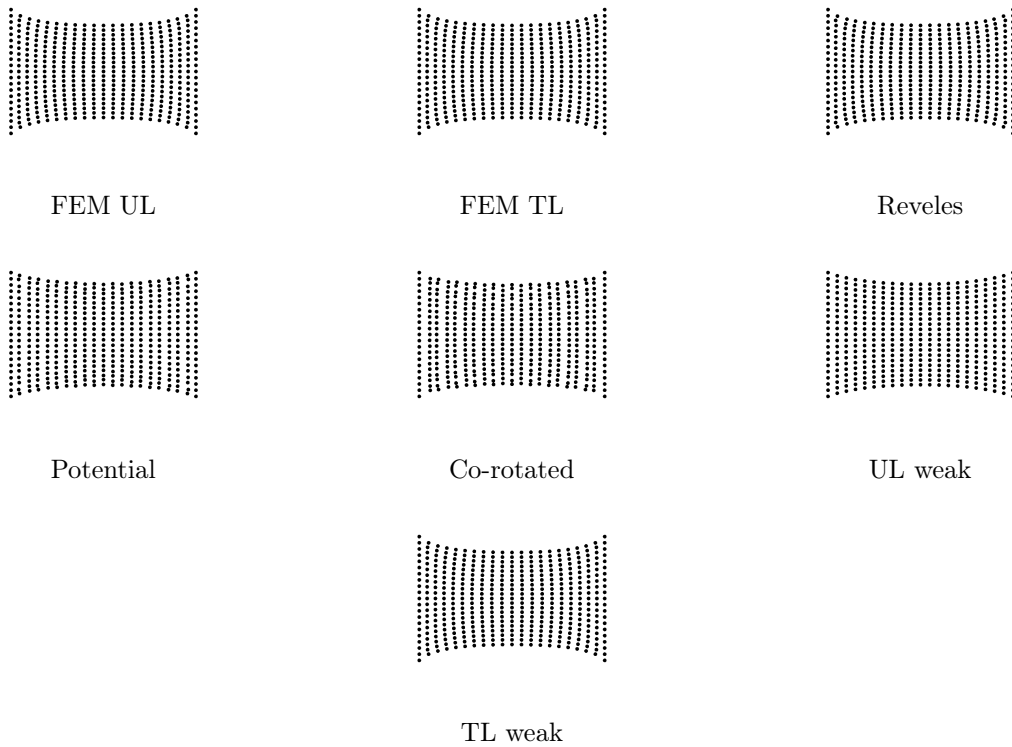 FEM UL
FEM TL
Reveles
Potential
Co-rotated
UL weak
TL weak